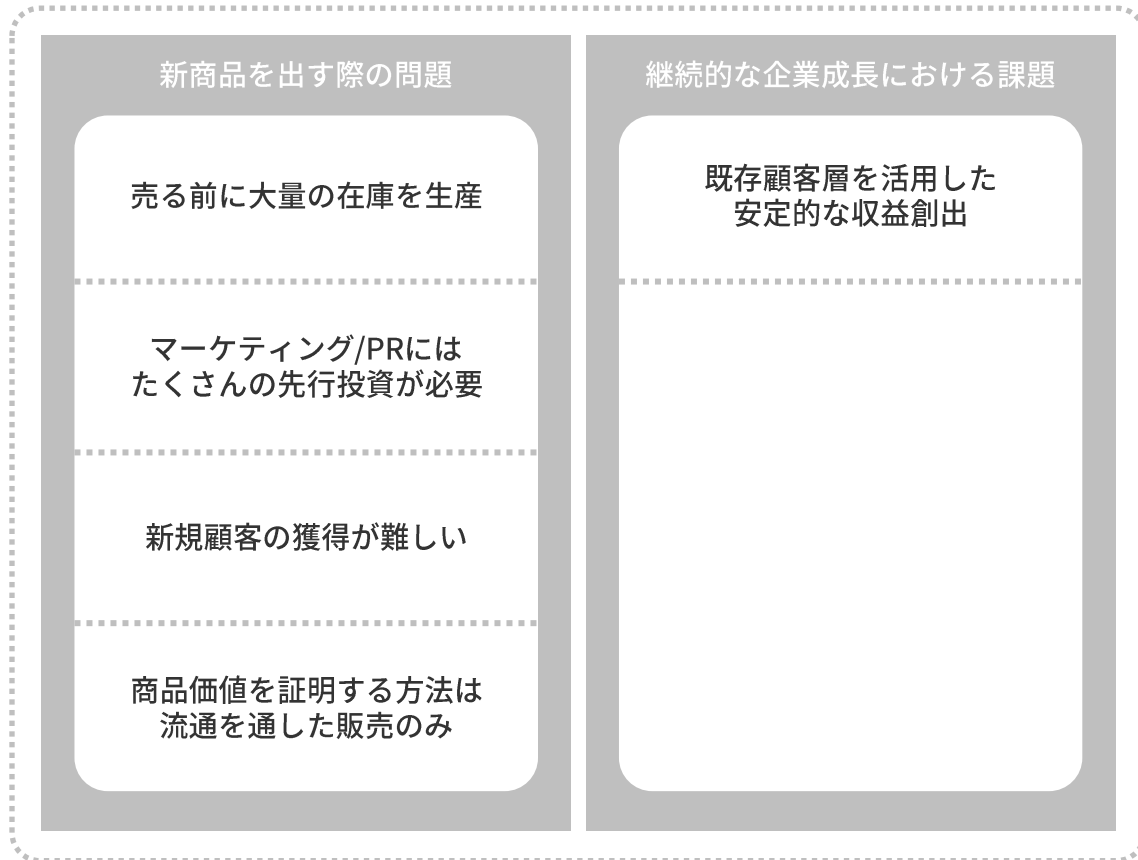 新商品を出す際の問題
売る前に大量の在庫を生産
マーケティング/PRには
たくさんの先行投資が必要
新規顧客の獲得が難しい
商品価値を証明する方法は
流通を通した販売のみ
継続的な企業成長における課題
既存顧客層を活用した
安定的な収益創出